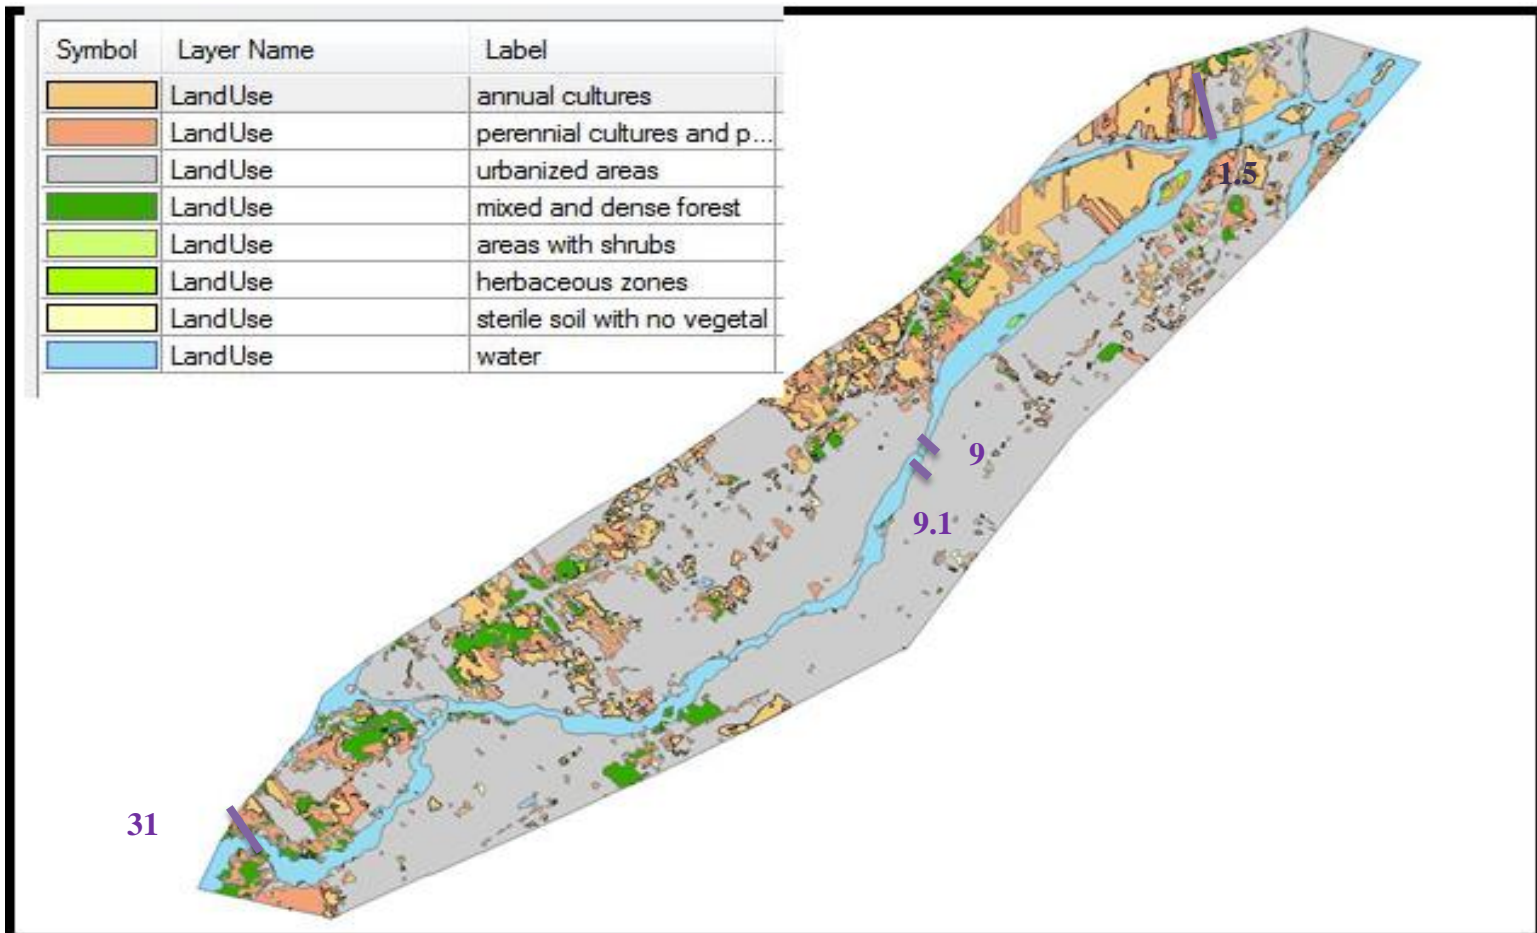 Symbol Layer Name Label
LandUse annual cultures
LandUse perennial cultures and p...
LandUse urbanized areas
LandUse mixed and dense forest
LandUse areas with shrubs
LandUse herbaceous zones
LandUse sterile soil with no vegetal
LandUse water
1.5
9
9.1
31